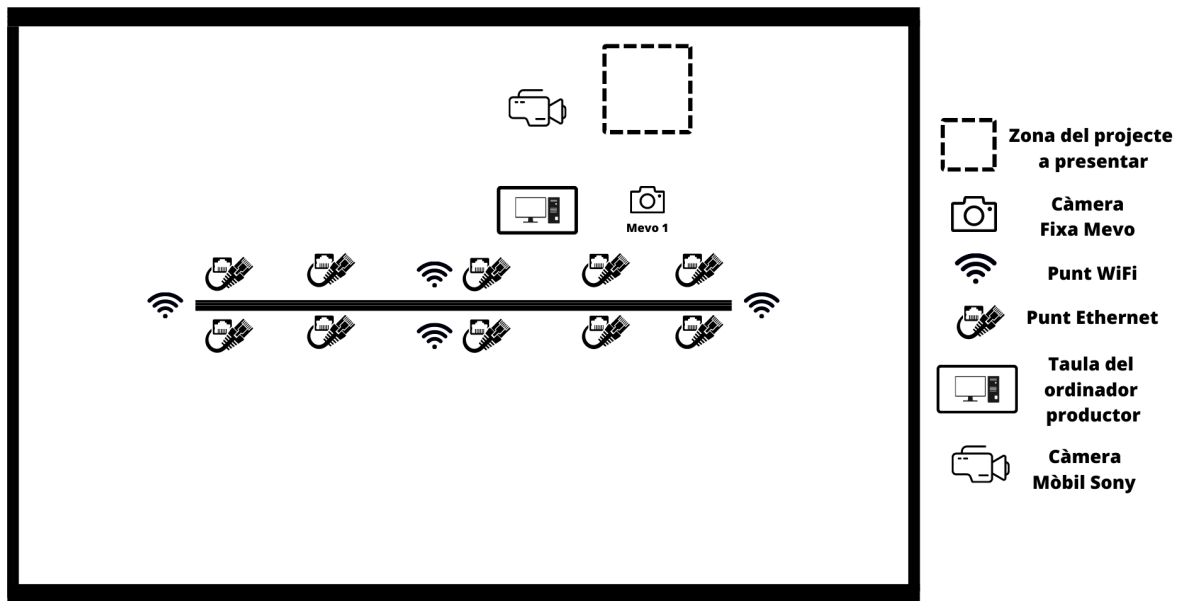 Mevo 1
Zona del projecte
a presentar
Càmera
Fixa Mevo
Punt WiFi
Punt Ethernet
Taula del
ordinador
productor
Càmera
Mòbil Sony